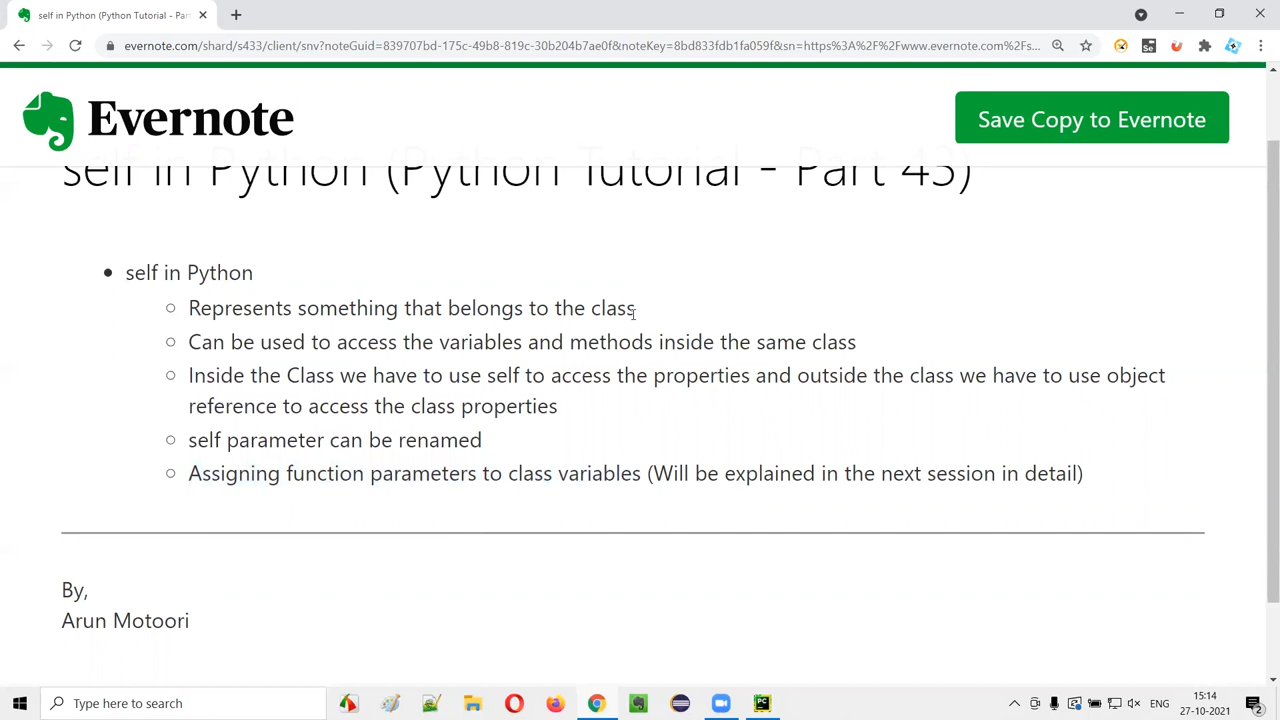 self in Python (Python Tutorial - Par
evernote.com/shard/s433/client/snv?noteGuid=839707bd-175c-49b8-819c-30b204b7ae0f&noteKey=8bd833fdb1fe059f&sn=https%3A%2F%2Fwww.evernote.com%2Fs...
Evernote
Save Copy to Evernote
self in Python (Python Tutorial - Part 43)
self in Python
Represents something that belongs to the class
Can be used to access the variables and methods inside the same class
Inside the Class we have to use self to access the properties and outside the class we have to use object
reference to access the class properties
self parameter can be renamed
Assigning function parameters to class variables (Will be explained in the next session in detail)
By,
Arun Motoori
Type here to search
ENG
15:14
27-10-2021
2